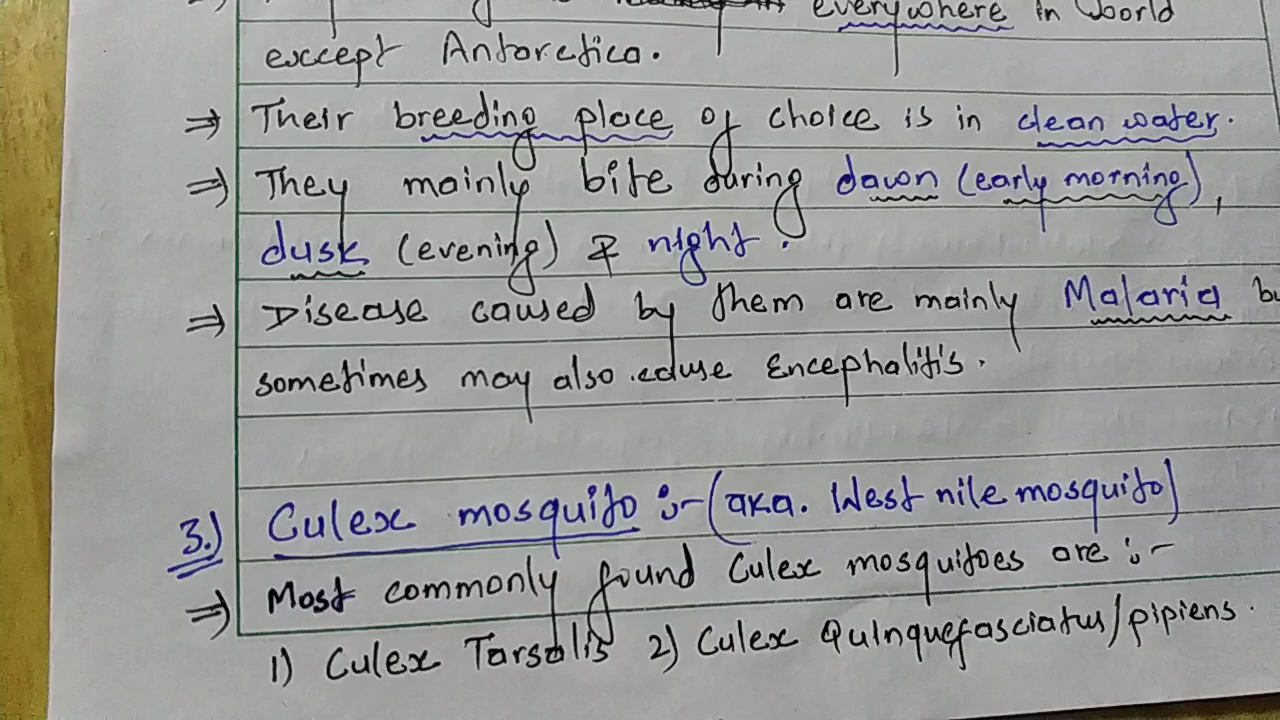 everywhere in World
except Antarctica.
⇒ Their breeding place of choice is in clean water.
⇒ They mainly bite during dawn (early morning),
dusk (evening) & night.
⇒ Disease caused by them are mainly Malaria bu
sometimes may also cause Encephalitis.
3.) Culex mosquito :- (aka. West nile mosquito)
⇒ Most commonly found Culex mosquitoes are :-
1) Culex Tarsalis 2) Culex Quinquefasciatus/pipiens.